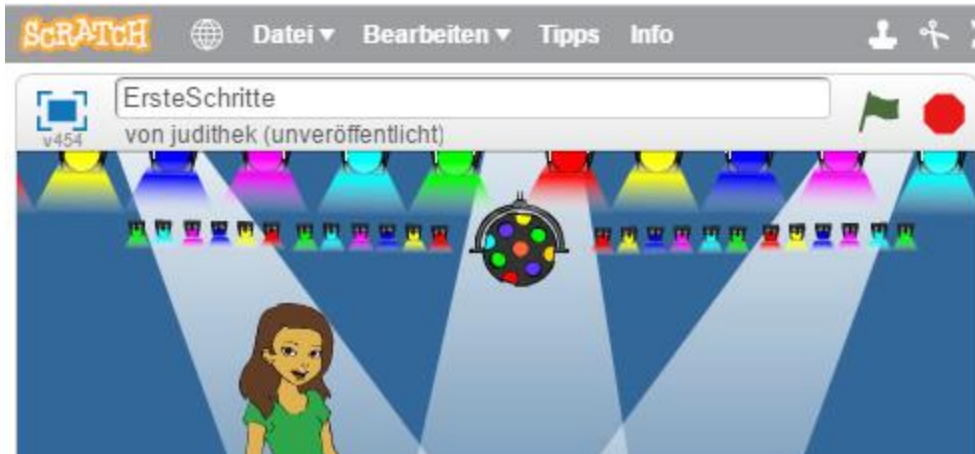 SCRATCH Datei Bearbeiten Tipps Info
ErsteSchritte
v454 von judithek (unveröffentlicht)